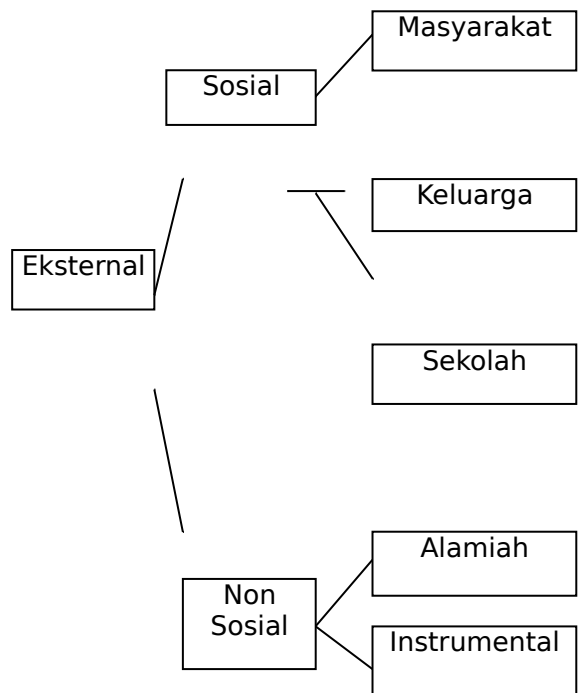 Masyarakat
Sosial
Keluarga
Eksternal
Sekolah
Alamiah
Non
Sosial
Instrumental